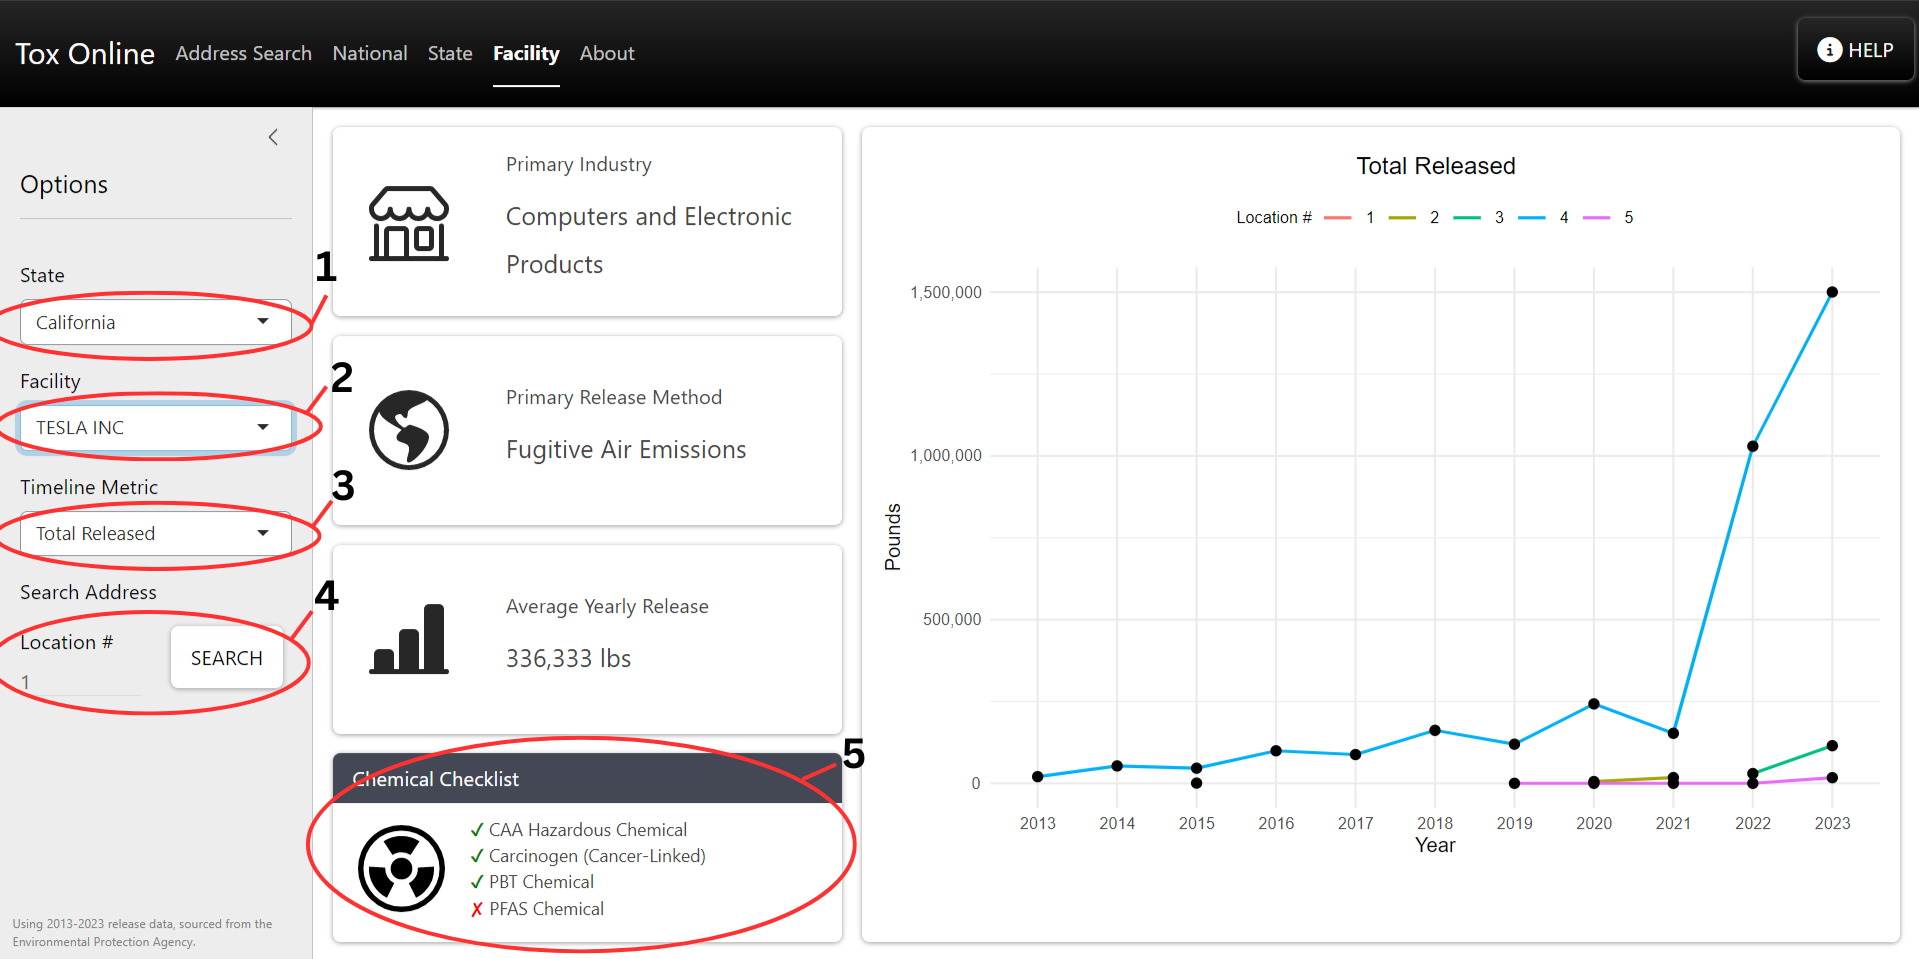 Tox Online Address Search National State Facility About HELP
Options
State
California
1
Facility
TESLA INC
2
Timeline Metric
Total Released
3
Search Address
Location #
1
SEARCH
4
Using 2013-2023 release data, sourced from the
Environmental Protection Agency.
Primary Industry
Computers and Electronic
Products
Primary Release Method
Fugitive Air Emissions
Average Yearly Release
336,333 lbs
5
Chemical Checklist
✓ CAA Hazardous Chemical
✓ Carcinogen (Cancer-Linked)
✓ PBT Chemical
✗ PFAS Chemical
Total Released
Location # 1 2 3 4 5
1,500,000
1,000,000
500,000
0
Pounds
2013 2014 2015 2016 2017 2018 2019 2020 2021 2022 2023
Year